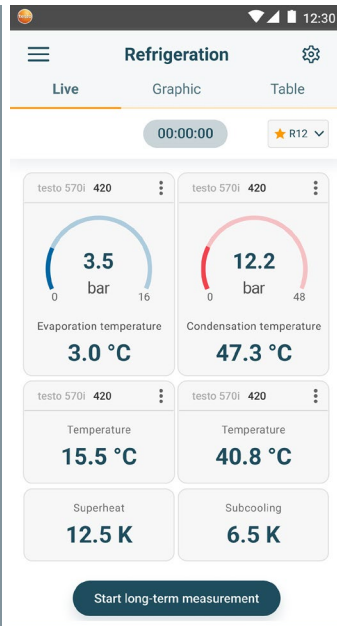 testo
12:30
Refrigeration
Live Graphic Table
00:00:00 R12
testo 570i 420 testo 570i 420
3.5 12.2
bar bar
0 16 0 48
Evaporation temperature Condensation temperature
3.0 °C 47.3 °C
testo 570i 420 testo 570i 420
Temperature Temperature
15.5 °C 40.8 °C
Superheat Subcooling
12.5 K 6.5 K
Start long-term measurement